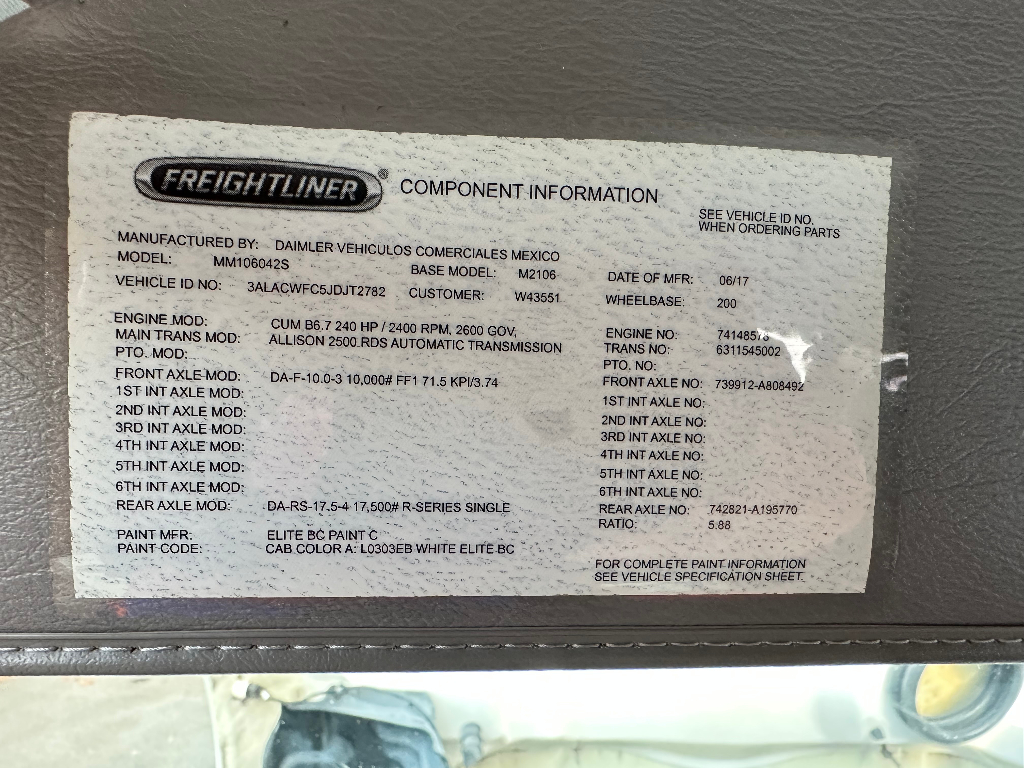 FREIGHTLINER® COMPONENT INFORMATION
SEE VEHICLE ID NO.
WHEN ORDERING PARTS
MANUFACTURED BY: DAIMLER VEHICULOS COMERCIALES MEXICO
MODEL: MM106042S BASE MODEL: M2106 DATE OF MFR: 06/17
VEHICLE ID NO: 3ALACWFC5JDJT2782 CUSTOMER: W43551 WHEELBASE: 200
ENGINE MOD: CUM B6.7 240 HP / 2400 RPM, 2600 GOV, ENGINE NO:
MAIN TRANS MOD: ALLISON 2500 RDS AUTOMATIC TRANSMISSION TRANS NO: 6311545002
PTO. MOD: PTO. NO:
FRONT AXLE MOD: DA-F-10.0-3 10,000# FF1 71.5 KPI/3.74 FRONT AXLE NO: 739912-A808492
1ST INT AXLE MOD: 1ST INT AXLE NO:
2ND INT AXLE MOD: 2ND INT AXLE NO:
3RD INT AXLE MOD: 3RD INT AXLE NO:
4TH INT AXLE MOD: 4TH INT AXLE NO:
5TH INT AXLE MOD: 5TH INT AXLE NO:
6TH INT AXLE MOD: 6TH INT AXLE NO:
REAR AXLE MOD: DA-RS-17.5-4 17,500# R-SERIES SINGLE REAR AXLE NO: 742821-A195770
RATIO: 5.88
PAINT MFR: ELITE BC PAINT C
PAINT CODE: CAB COLOR A: L0303EB WHITE ELITE BC
FOR COMPLETE PAINT INFORMATION
SEE VEHICLE SPECIFICATION SHEET.